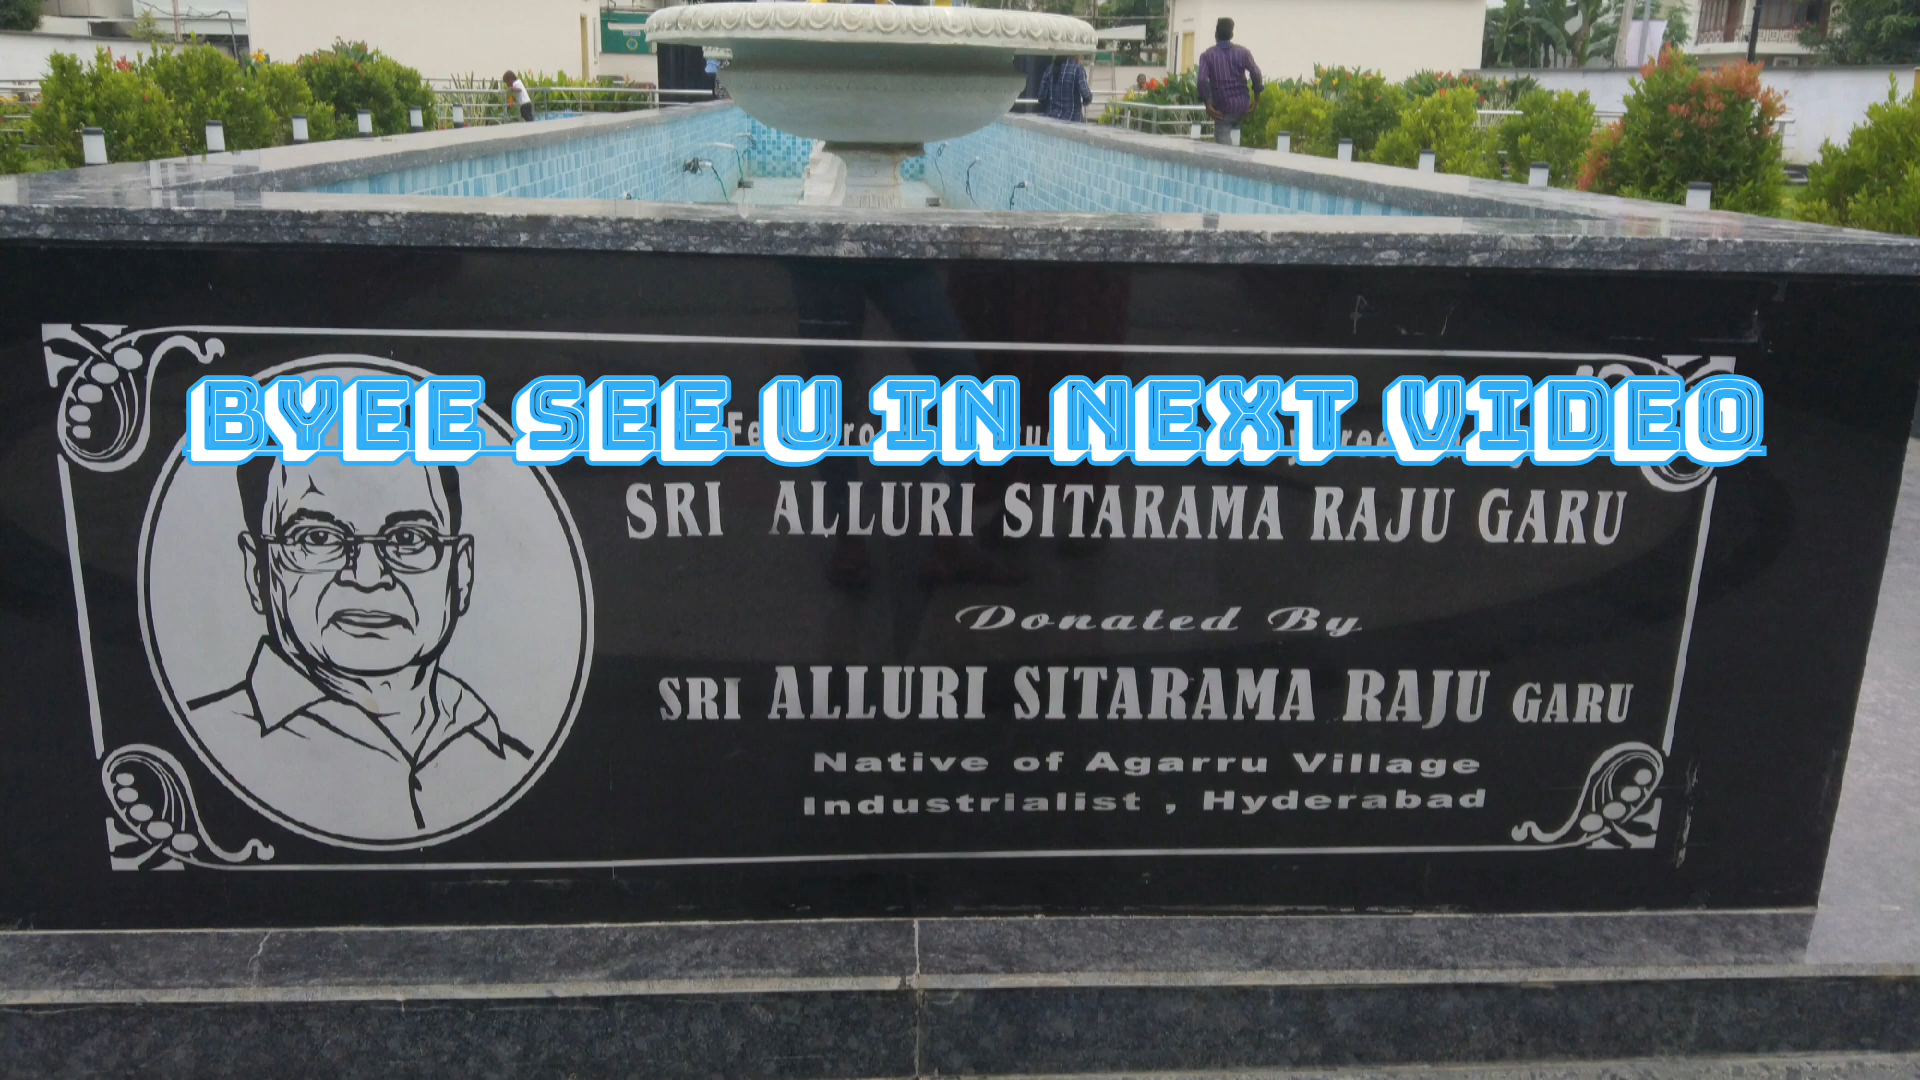 BYEE SEE U IN NEXT VIDEO
SRI ALLURI SITARAMA RAJU GARU
Donated By
SRI ALLURI SITARAMA RAJU GARU
Native of Agarru Village
Industrialist , Hyderabad